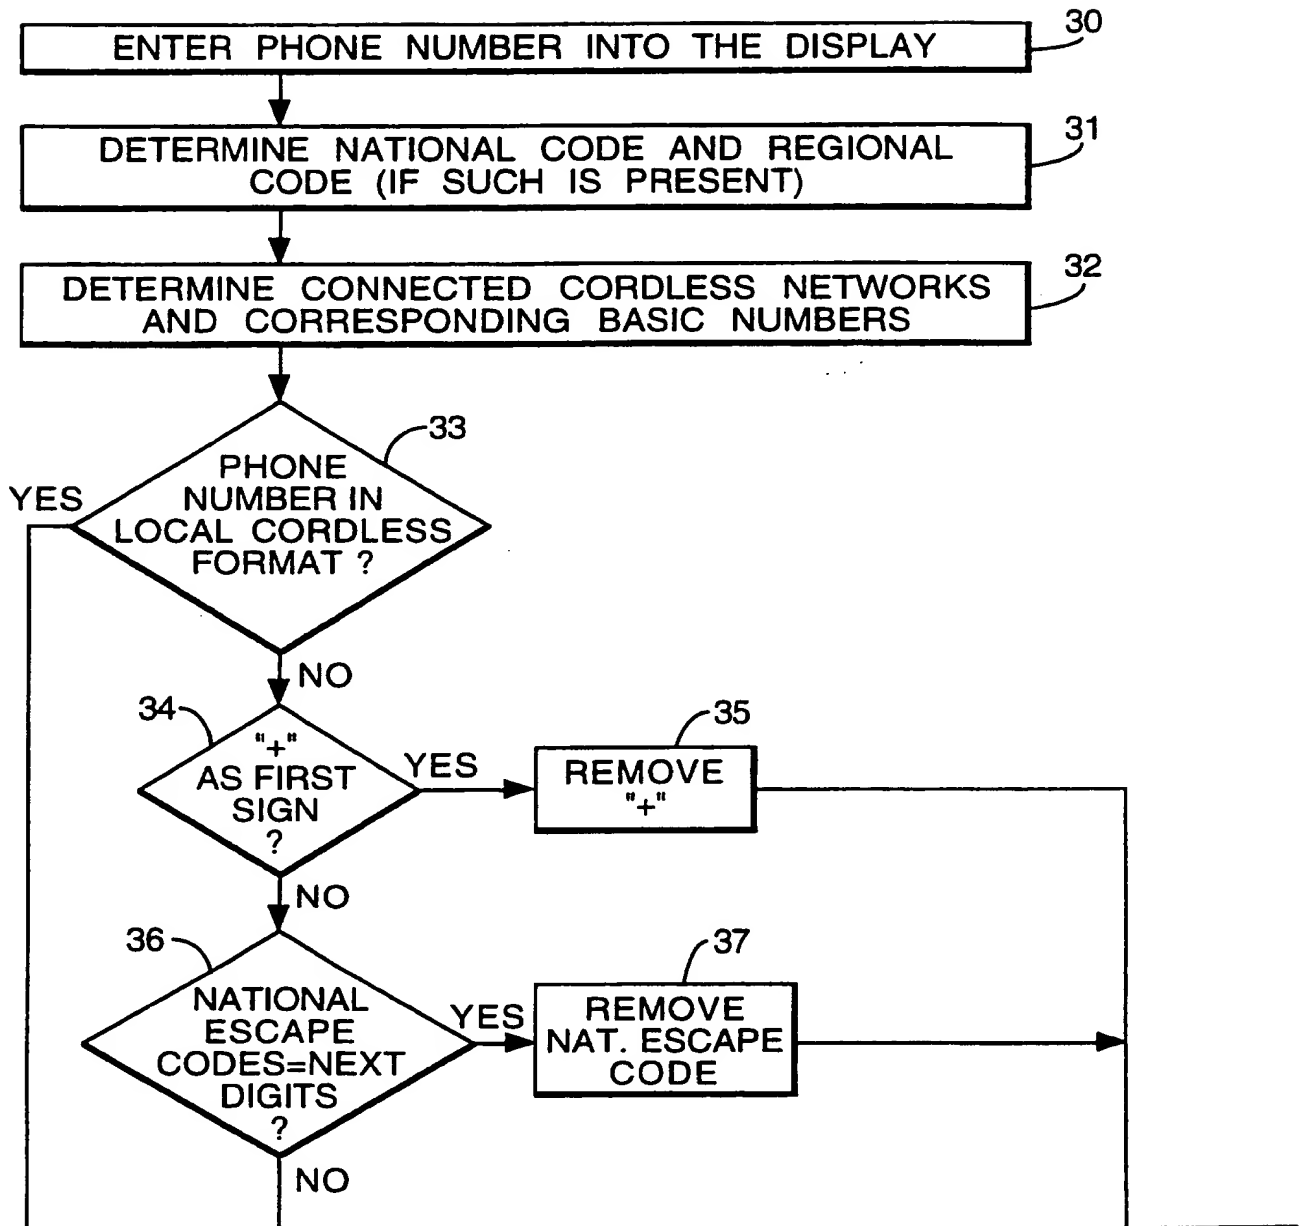 ENTER PHONE NUMBER INTO THE DISPLAY
30
DETERMINE NATIONAL CODE AND REGIONAL
CODE (IF SUCH IS PRESENT)
31
DETERMINE CONNECTED CORDLESS NETWORKS
AND CORRESPONDING BASIC NUMBERS
32
33
PHONE
NUMBER IN
LOCAL CORDLESS
FORMAT ?
YES
NO
34
"+"
AS FIRST
SIGN
?
YES
35
REMOVE
"+"
NO
36
NATIONAL
ESCAPE
CODES=NEXT
DIGITS
?
YES
37
REMOVE
NAT. ESCAPE
CODE
NO